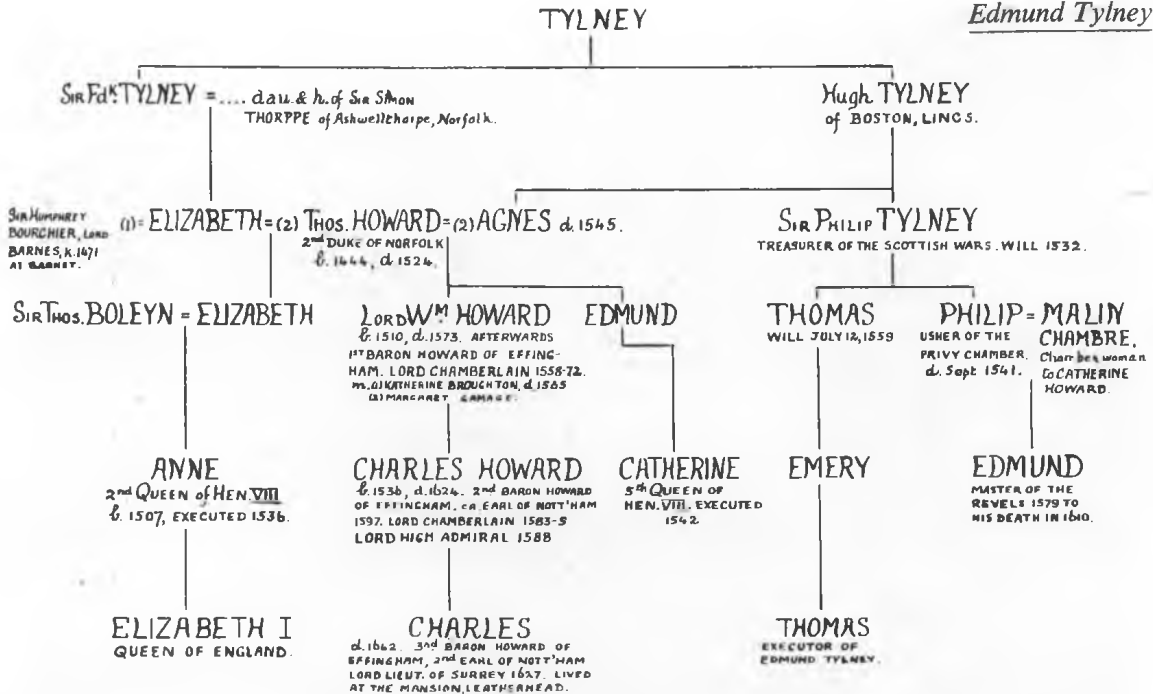 Edmund Tylney
TYLNEY
SIR FDK. TYLNEY = .... dau. & h. of SIR SIMON
THORPPE of Ashwellthorpe, Norfolk.
Hugh TYLNEY
of BOSTON, LINCS.
SIR HUMPHREY
BOURCHIER, LORD
BARNES, K. 1471
AT BARNET.
(1) = ELIZABETH = (2) THOS. HOWARD = (2) AGNES d. 1545.
2nd DUKE OF NORFOLK
b. 1444, d 1524.
SIR PHILIP TYLNEY
TREASURER OF THE SCOTTISH WARS. WILL 1532.
SIR THOS. BOLEYN = ELIZABETH
LORD WM HOWARD
b. 1510, d. 1573. AFTERWARDS
1ST BARON HOWARD OF EFFING-
HAM. LORD CHAMBERLAIN 1558-72.
m. (1) KATHERINE BROUGHTON, d. 1535
(2) MARGARET GAMAGE.
EDMUND
THOMAS
WILL JULY 12, 1559
PHILIP = MALIN
USHER OF THE
PRIVY CHAMBER.
d. Sept 1541.
CHAMBRE,
Chamber woman
to CATHERINE
HOWARD.
ANNE
2nd QUEEN of HEN. VIII
b. 1507, EXECUTED 1536.
CHARLES HOWARD
b. 1536, d. 1624. 2nd BARON HOWARD
OF EFFINGHAM. ca. EARL OF NOTT'HAM
1597. LORD CHAMBERLAIN 1583-5
LORD HIGH ADMIRAL 1588
CATHERINE
5th QUEEN OF
HEN. VIII. EXECUTED
1542
EMERY
EDMUND
MASTER OF THE
REVELS 1579 TO
HIS DEATH IN 1610.
ELIZABETH I
QUEEN OF ENGLAND.
CHARLES
d. 1642. 3rd BARON HOWARD OF
EFFINGHAM, 2nd EARL OF NOTT'HAM
LORD LIEUT. OF SURREY 1627. LIVED
AT THE MANSION, LEATHERHEAD.
THOMAS
EXECUTOR OF
EDMUND TYLNEY.